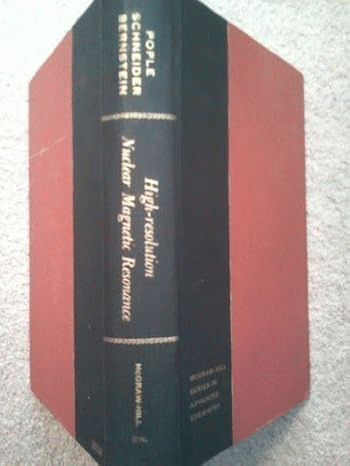 POPLE
SCHNEIDER
BERNSTEIN
High-resolution
Nuclear Magnetic Resonance
McGRAW-HILL
McGRAW-HILL
SERIES IN
ADVANCED
CHEMISTRY